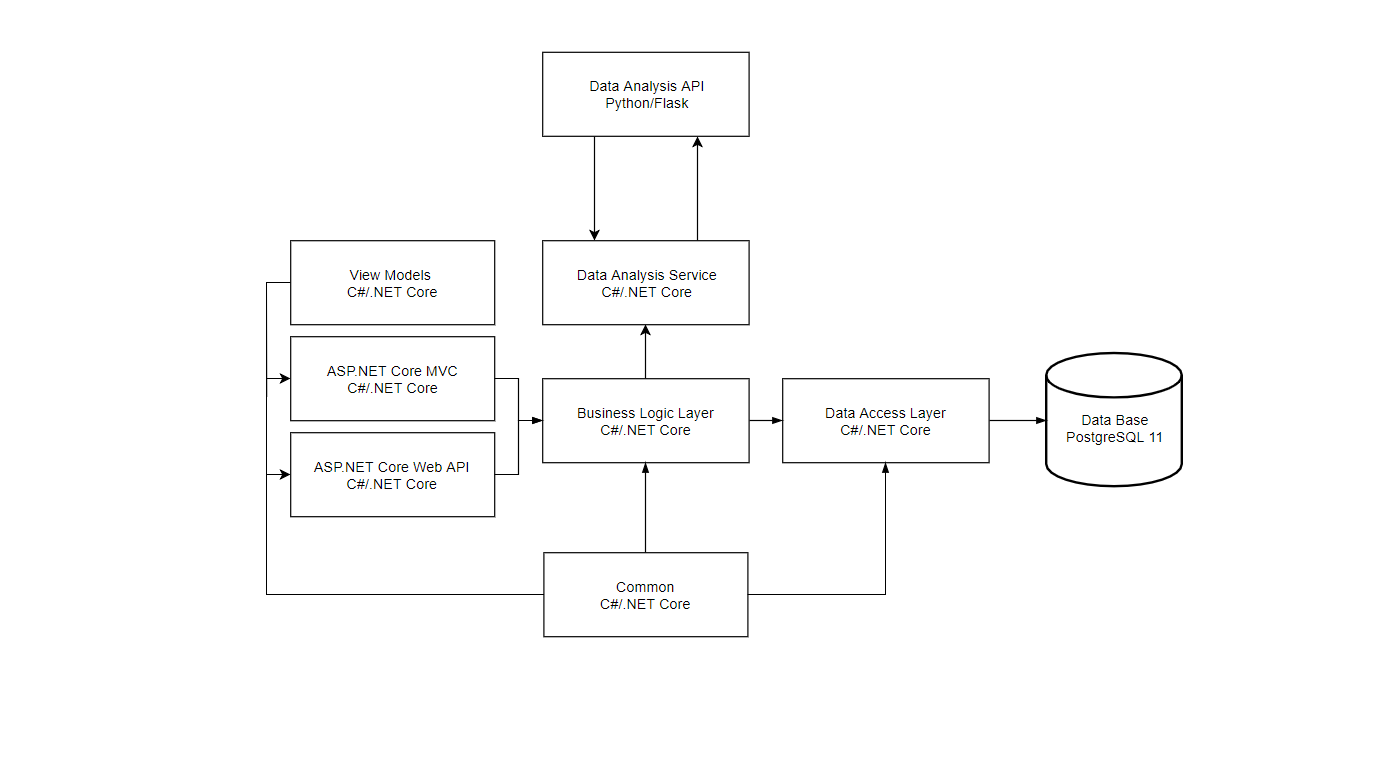 Data Analysis API
Python/Flask
View Models
C#/.NET Core
Data Analysis Service
C#/.NET Core
ASP.NET Core MVC
C#/.NET Core
Business Logic Layer
C#/.NET Core
Data Access Layer
C#/.NET Core
Data Base
PostgreSQL 11
ASP.NET Core Web API
C#/.NET Core
Common
C#/.NET Core